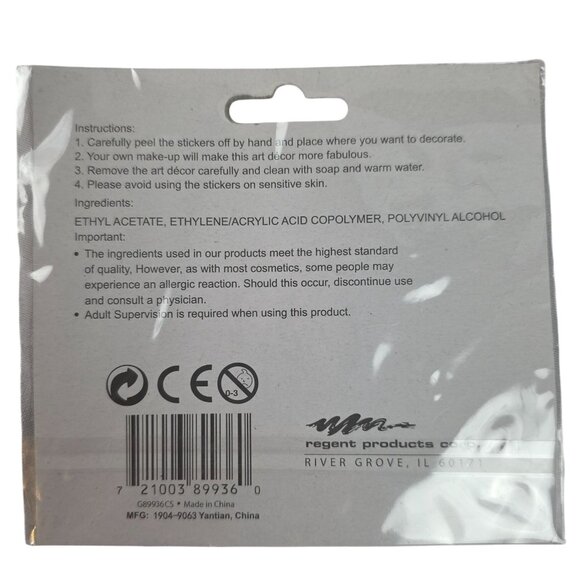 Instructions:
1. Carefully peel the stickers off by hand and place where you want to decorate.
2. Your own make-up will make this art décor more fabulous.
3. Remove the art décor carefully and clean with soap and warm water.
4. Please avoid using the stickers on sensitive skin.
Ingredients:
ETHYL ACETATE, ETHYLENE/ACRYLIC ACID COPOLYMER, POLYVINYL ALCOHOL
Important:
• The ingredients used in our products meet the highest standard
of quality, However, as with most cosmetics, some people may
experience an allergic reaction. Should this occur, discontinue use
and consult a physician.
• Adult Supervision is required when using this product.
CE
0-3
regent products corp.
RIVER GROVE, IL 60171
7 21003 89936 0
G89936CS • Made in China
MFG: 1904-9063 Yantian, China